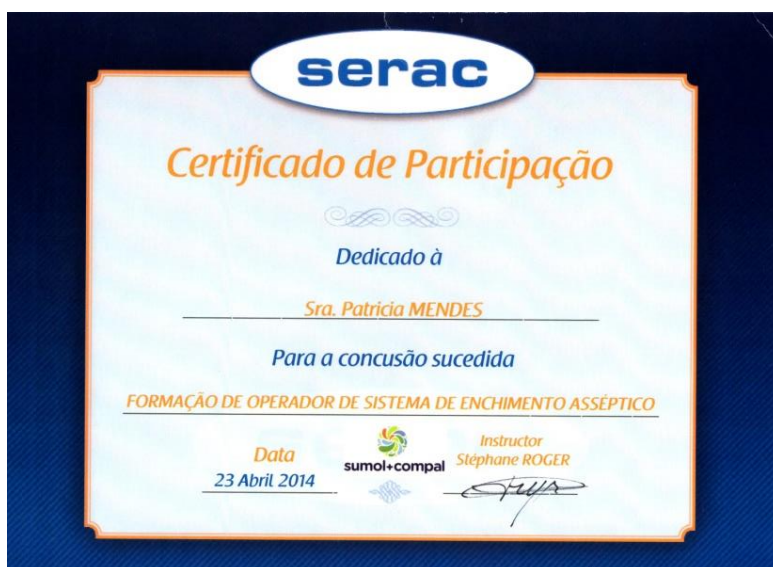 serac
Certificado de Participação
Dedicado à
Sra. Patricia MENDES
Para a concusão sucedida
FORMAÇÃO DE OPERADOR DE SISTEMA DE ENCHIMENTO ASSÉPTICO
Data
23 Abril 2014
sumol+compal
Instructor
Stéphane ROGER